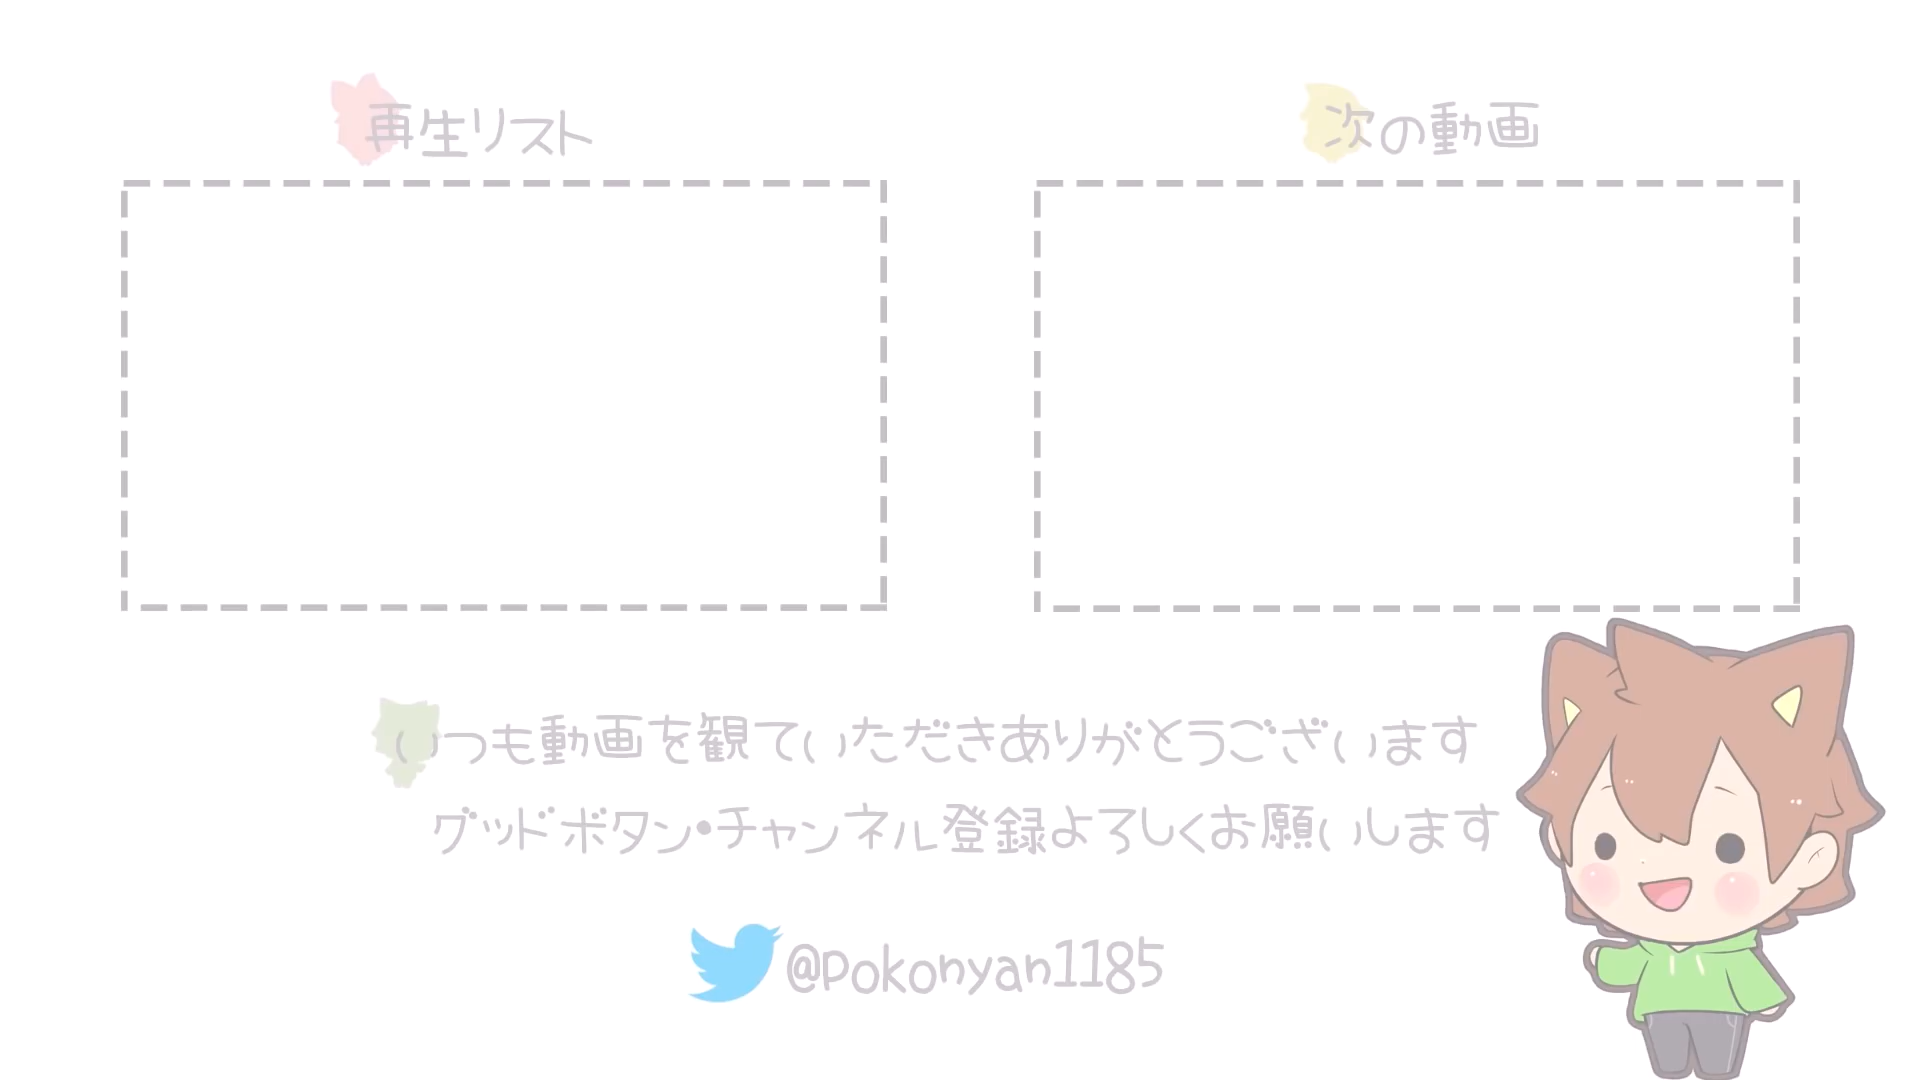 再生リスト
次の動画
いつも動画を観ていただきありがとうございます
グッドボタン•チャンネル登録よろしくお願いします
@pokonyan1185